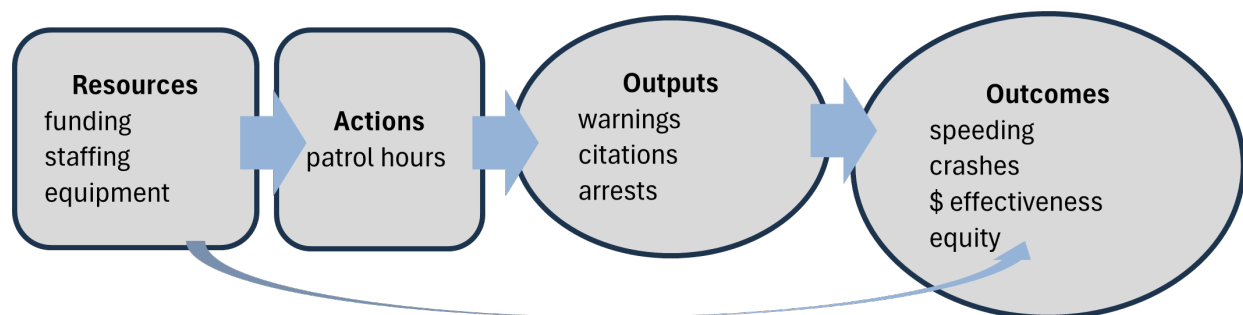 Resources
funding
staffing
equipment
Actions
patrol hours
Outputs
warnings
citations
arrests
Outcomes
speeding
crashes
$ effectiveness
equity